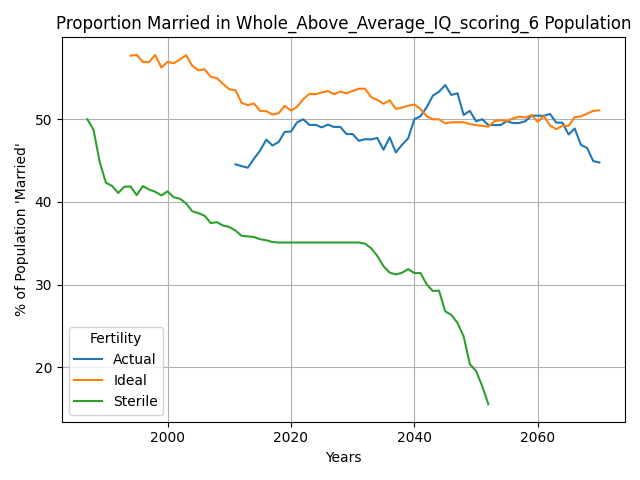 Proportion Married in Whole_Above_Average_IQ_scoring_6 Population
% of Population 'Married'
50
40
30
20
Fertility
Actual
Ideal
Sterile
2000
2020
2040
2060
Years